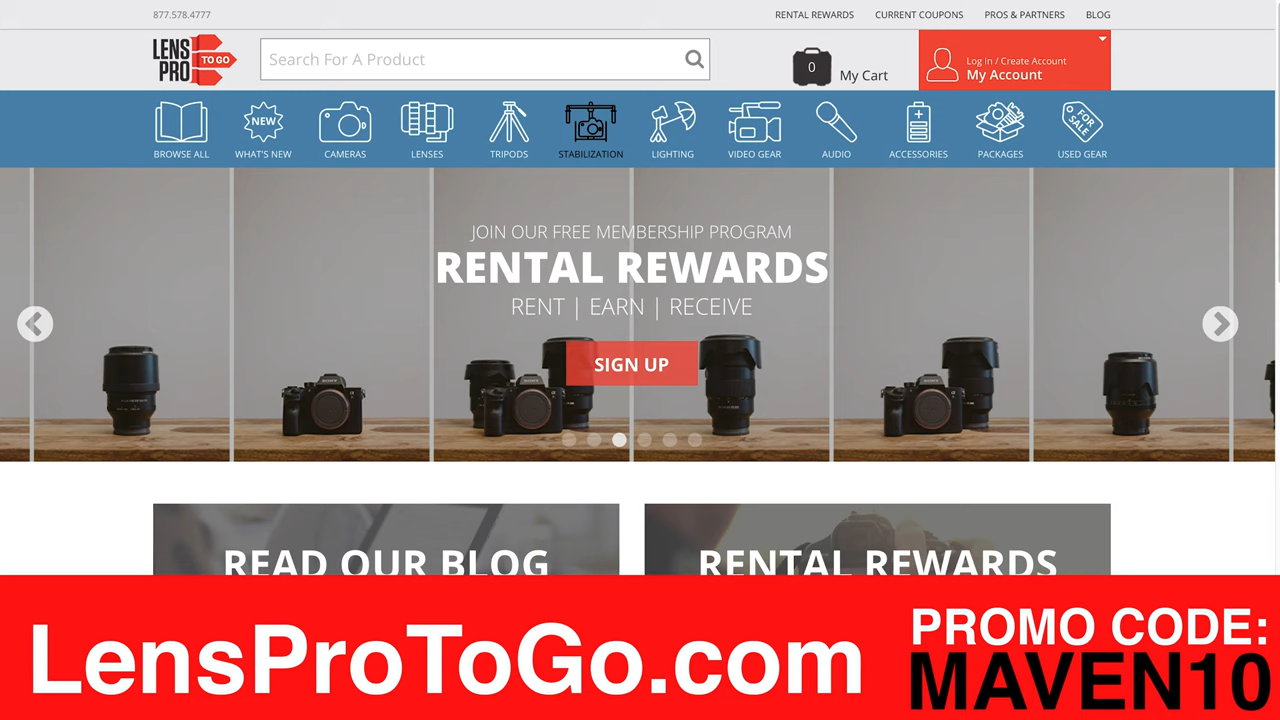 877.578.4777
RENTAL REWARDS CURRENT COUPONS PROS & PARTNERS BLOG
LENS PRO TO GO
Search For A Product
0 My Cart
Log In / Create Account
My Account
NEW
FOR SALE
BROWSE ALL WHAT'S NEW CAMERAS LENSES TRIPODS STABILIZATION LIGHTING VIDEO GEAR AUDIO ACCESSORIES PACKAGES USED GEAR
JOIN OUR FREE MEMBERSHIP PROGRAM
RENTAL REWARDS
RENT | EARN | RECEIVE
SIGN UP
SONY SONY SONY
READ OUR BLOG RENTAL REWARDS
LensProToGo.com
PROMO CODE:
MAVEN10